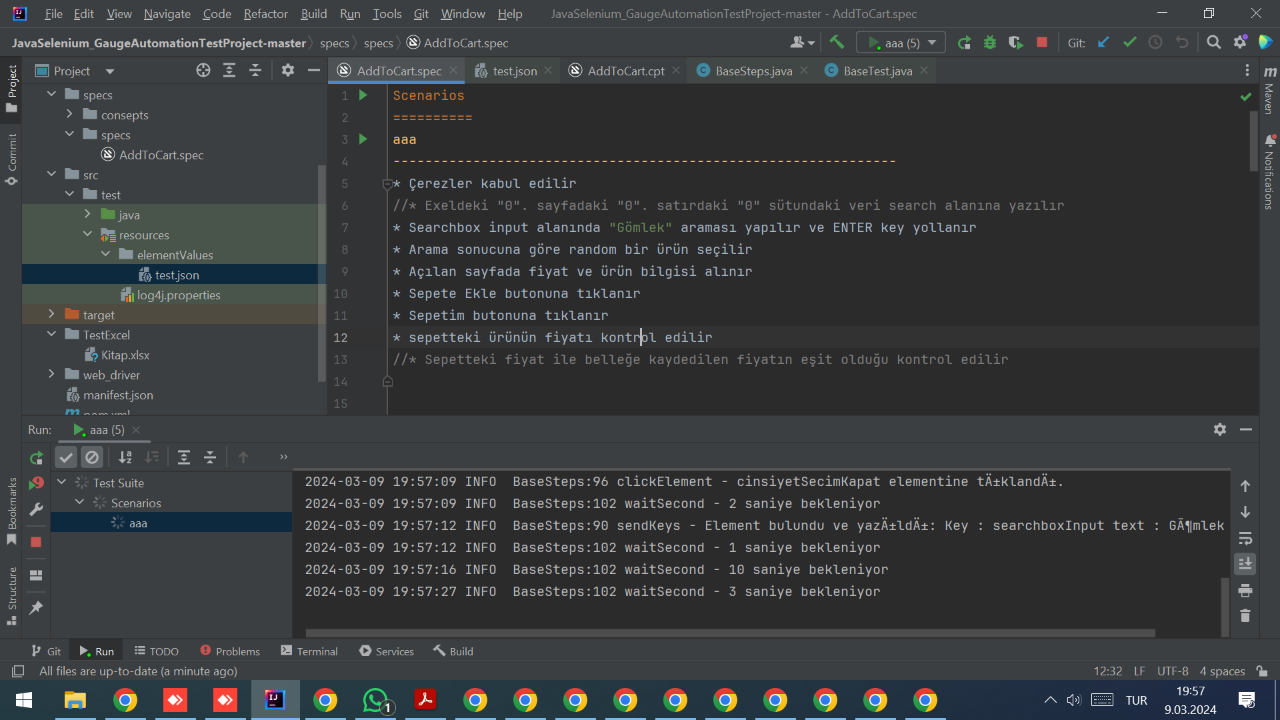 File Edit View Navigate Code Refactor Build Run Tools Git Window Help JavaSelenium_GaugeAutomationTestProject-master - AddToCart.spec
JavaSelenium_GaugeAutomationTestProject-master specs specs AddToCart.spec aaa (5) Git:
Project
AddToCart.spec test.json AddToCart.cpt BaseSteps.java BaseTest.java
Project
Commit
Bookmarks
Structure
specs
consepts
specs
AddToCart.spec
src
test
java
resources
elementValues
test.json
log4j.properties
target
TestExcel
Kitap.xlsx
web_driver
manifest.json
pom.xml
1 Scenarios
2 ==========
3 aaa
4 ---------------------------------------------------------------
5 * Çerezler kabul edilir
6 //* Exeldeki "0". sayfadaki "0". satırdaki "0" sütundaki veri search alanına yazılır
7 * Searchbox input alanında "Gömlek" araması yapılır ve ENTER key yollanır
8 * Arama sonucuna göre random bir ürün seçilir
9 * Açılan sayfada fiyat ve ürün bilgisi alınır
10 * Sepete Ekle butonuna tıklanır
11 * Sepetim butonuna tıklanır
12 * sepetteki ürünün fiyatı kontrol edilir
13 //* Sepetteki fiyat ile belleğe kaydedilen fiyatın eşit olduğu kontrol edilir
14
15
Maven
Notifications
Run: aaa (5)
Test Suite
Scenarios
aaa
2024-03-09 19:57:09 INFO BaseSteps:96 clickElement - cinsiyetSecimKapat elementine tÄ±klandÄ±.
2024-03-09 19:57:09 INFO BaseSteps:102 waitSecond - 2 saniye bekleniyor
2024-03-09 19:57:12 INFO BaseSteps:90 sendKeys - Element bulundu ve yazÄ±ldÄ±: Key : searchboxInput text : GÃ¶mlek
2024-03-09 19:57:12 INFO BaseSteps:102 waitSecond - 1 saniye bekleniyor
2024-03-09 19:57:16 INFO BaseSteps:102 waitSecond - 10 saniye bekleniyor
2024-03-09 19:57:27 INFO BaseSteps:102 waitSecond - 3 saniye bekleniyor
Git Run TODO Problems Terminal Services Build
All files are up-to-date (a minute ago) 12:32 LF UTF-8 4 spaces
1 TUR 19:57
9.03.2024